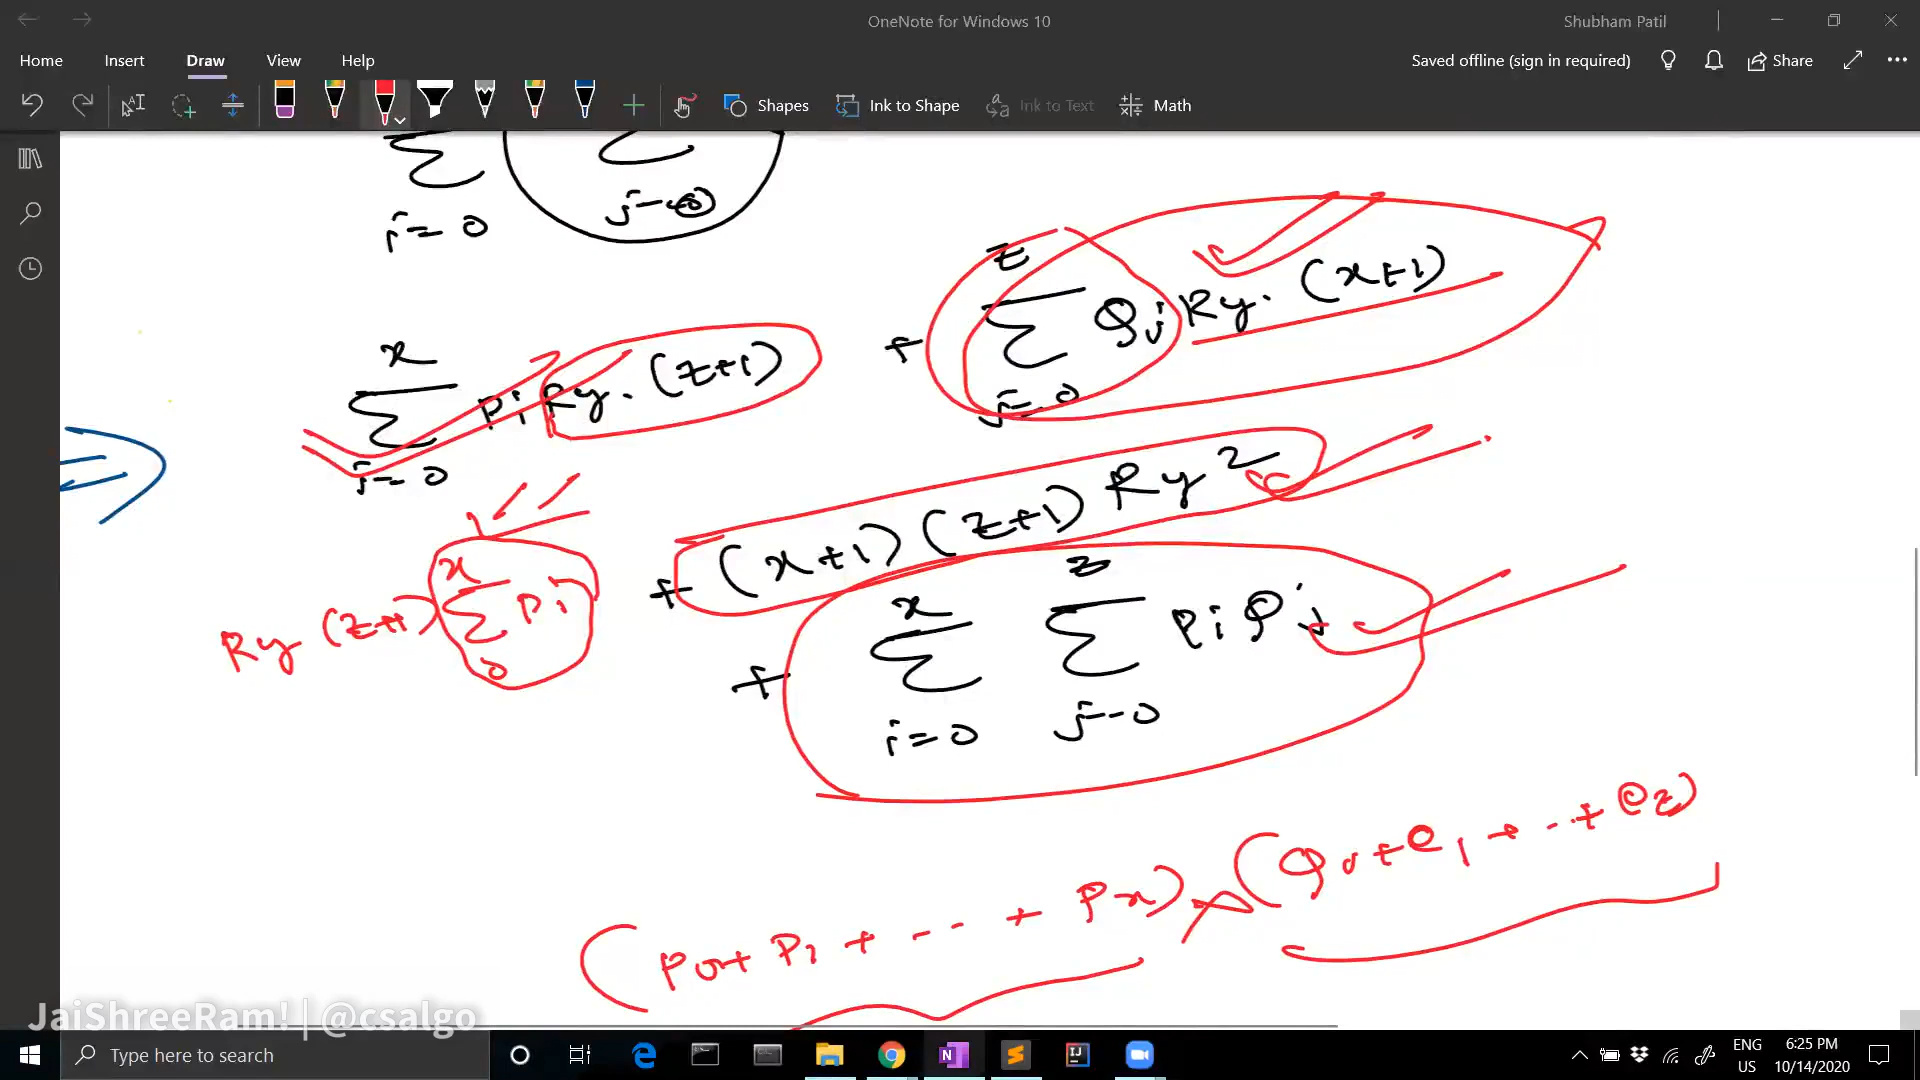 OneNote for Windows 10
Shubham Patil
Home Insert Draw View Help
Saved offline (sign in required)
Share
Shapes Ink to Shape Ink to Text Math
i=0
j=0
z
x
Σ Pi Ry. (z+1) + Σ Qj Ry. (x+1)
i=0
j=0
+ (x+1) (z+1) Ry²
Ry (z+1) Σ Pi
x
0
x
z
+ Σ Σ Pi Qj
i=0 j=0
(P0+P1 + -- -- + Px) × (Q0+Q1 + --+ Qz)
JaiShreeRam! | @csalgo
Type here to search
ENG
US
6:25 PM
10/14/2020